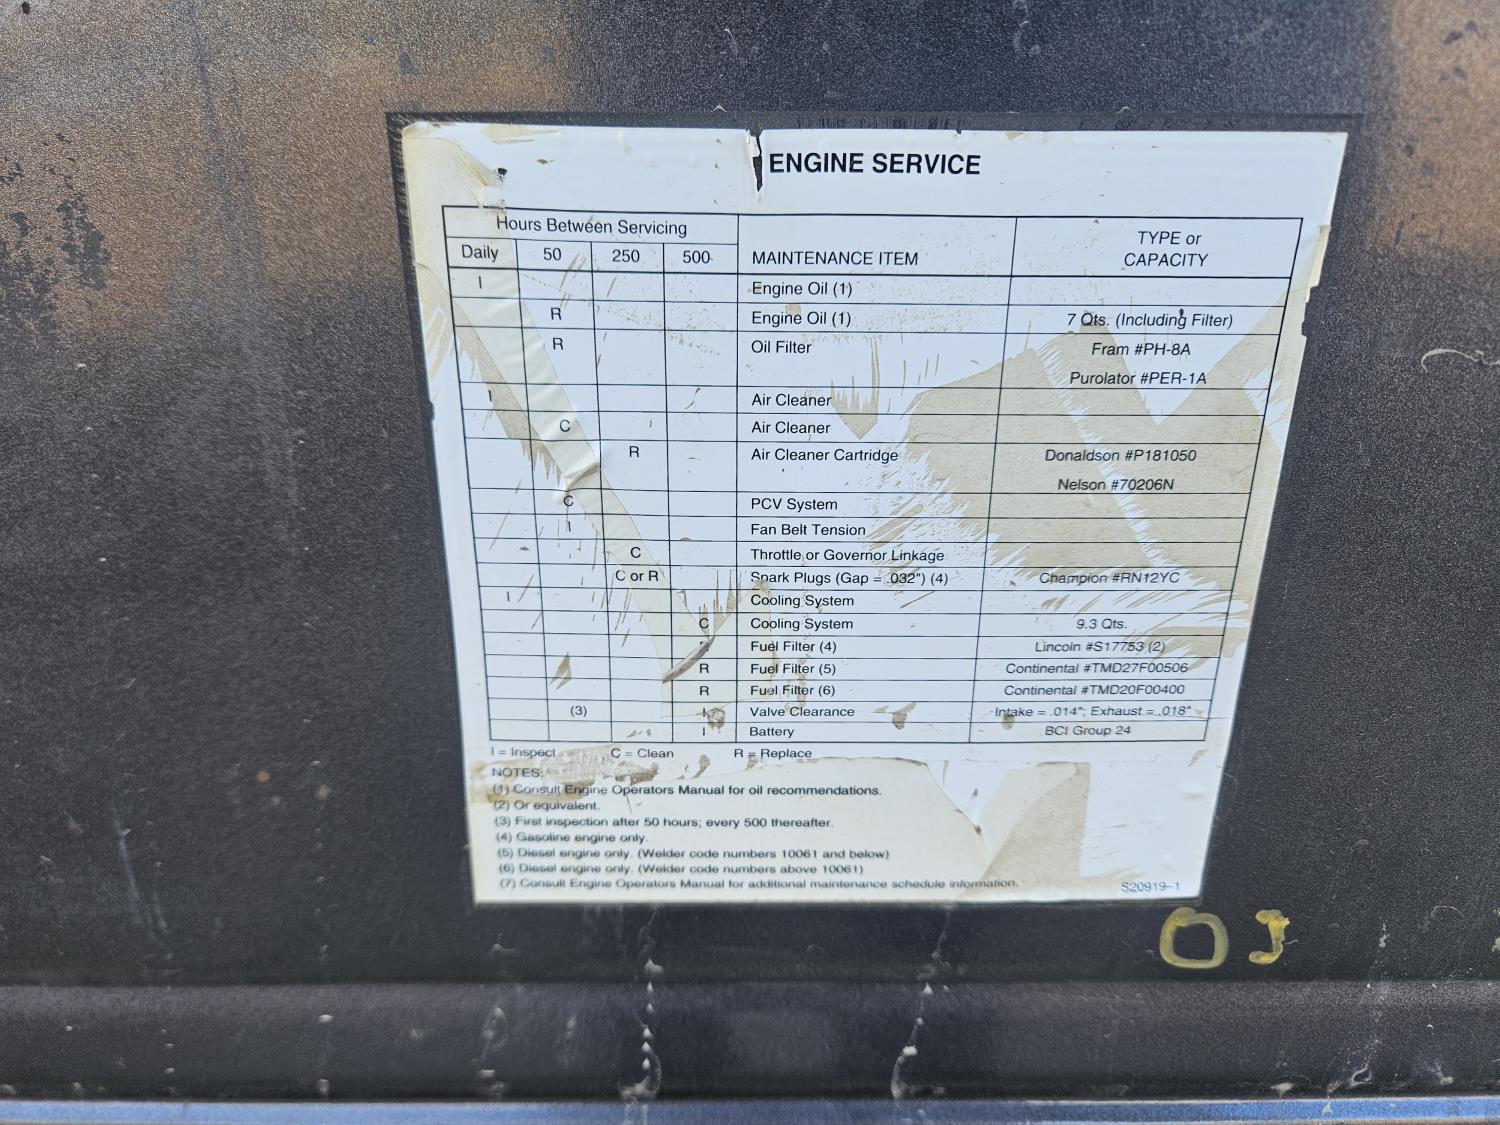 ENGINE SERVICE
Hours Between Servicing
Daily 50 250 500 MAINTENANCE ITEM TYPE or CAPACITY
I Engine Oil (1)
R Engine Oil (1) 7 Qts. (Including Filter)
R Oil Filter Fram #PH-8A
Purolator #PER-1A
I Air Cleaner
C Air Cleaner
R Air Cleaner Cartridge Donaldson #P181050
Nelson #70206N
C PCV System
I Fan Belt Tension
C Throttle or Governor Linkage
C or R Spark Plugs (Gap = .032") (4) Champion #RN12YC
I Cooling System
C Cooling System 9.3 Qts.
Fuel Filter (4) Lincoln #S17753 (2)
R Fuel Filter (5) Continental #TMD27F00506
R Fuel Filter (6) Continental #TMD20F00400
(3) I Valve Clearance Intake = .014"; Exhaust = .018"
I Battery BCI Group 24
I = Inspect C = Clean R = Replace
NOTES:
(1) Consult Engine Operators Manual for oil recommendations.
(2) Or equivalent.
(3) First inspection after 50 hours; every 500 thereafter.
(4) Gasoline engine only.
(5) Diesel engine only. (Welder code numbers 10061 and below)
(6) Diesel engine only. (Welder code numbers above 10061)
(7) Consult Engine Operators Manual for additional maintenance schedule information.
S20919-1